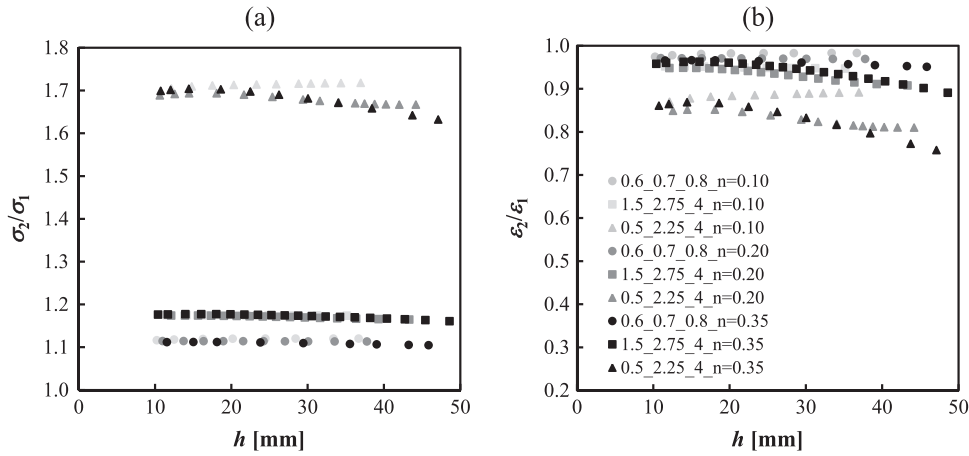 (a)
(b)
1.8
1.7
1.6
1.5
1.4
1.3
1.2
1.1
1.0
σ2/σ1
0
10
20
30
40
50
h [mm]
1.0
0.9
0.8
0.7
0.6
0.5
0.4
0.3
0.2
ε2/ε1
0.6_0.7_0.8_n=0.10
1.5_2.75_4_n=0.10
0.5_2.25_4_n=0.10
0.6_0.7_0.8_n=0.20
1.5_2.75_4_n=0.20
0.5_2.25_4_n=0.20
0.6_0.7_0.8_n=0.35
1.5_2.75_4_n=0.35
0.5_2.25_4_n=0.35
0
10
20
30
40
50
h [mm]